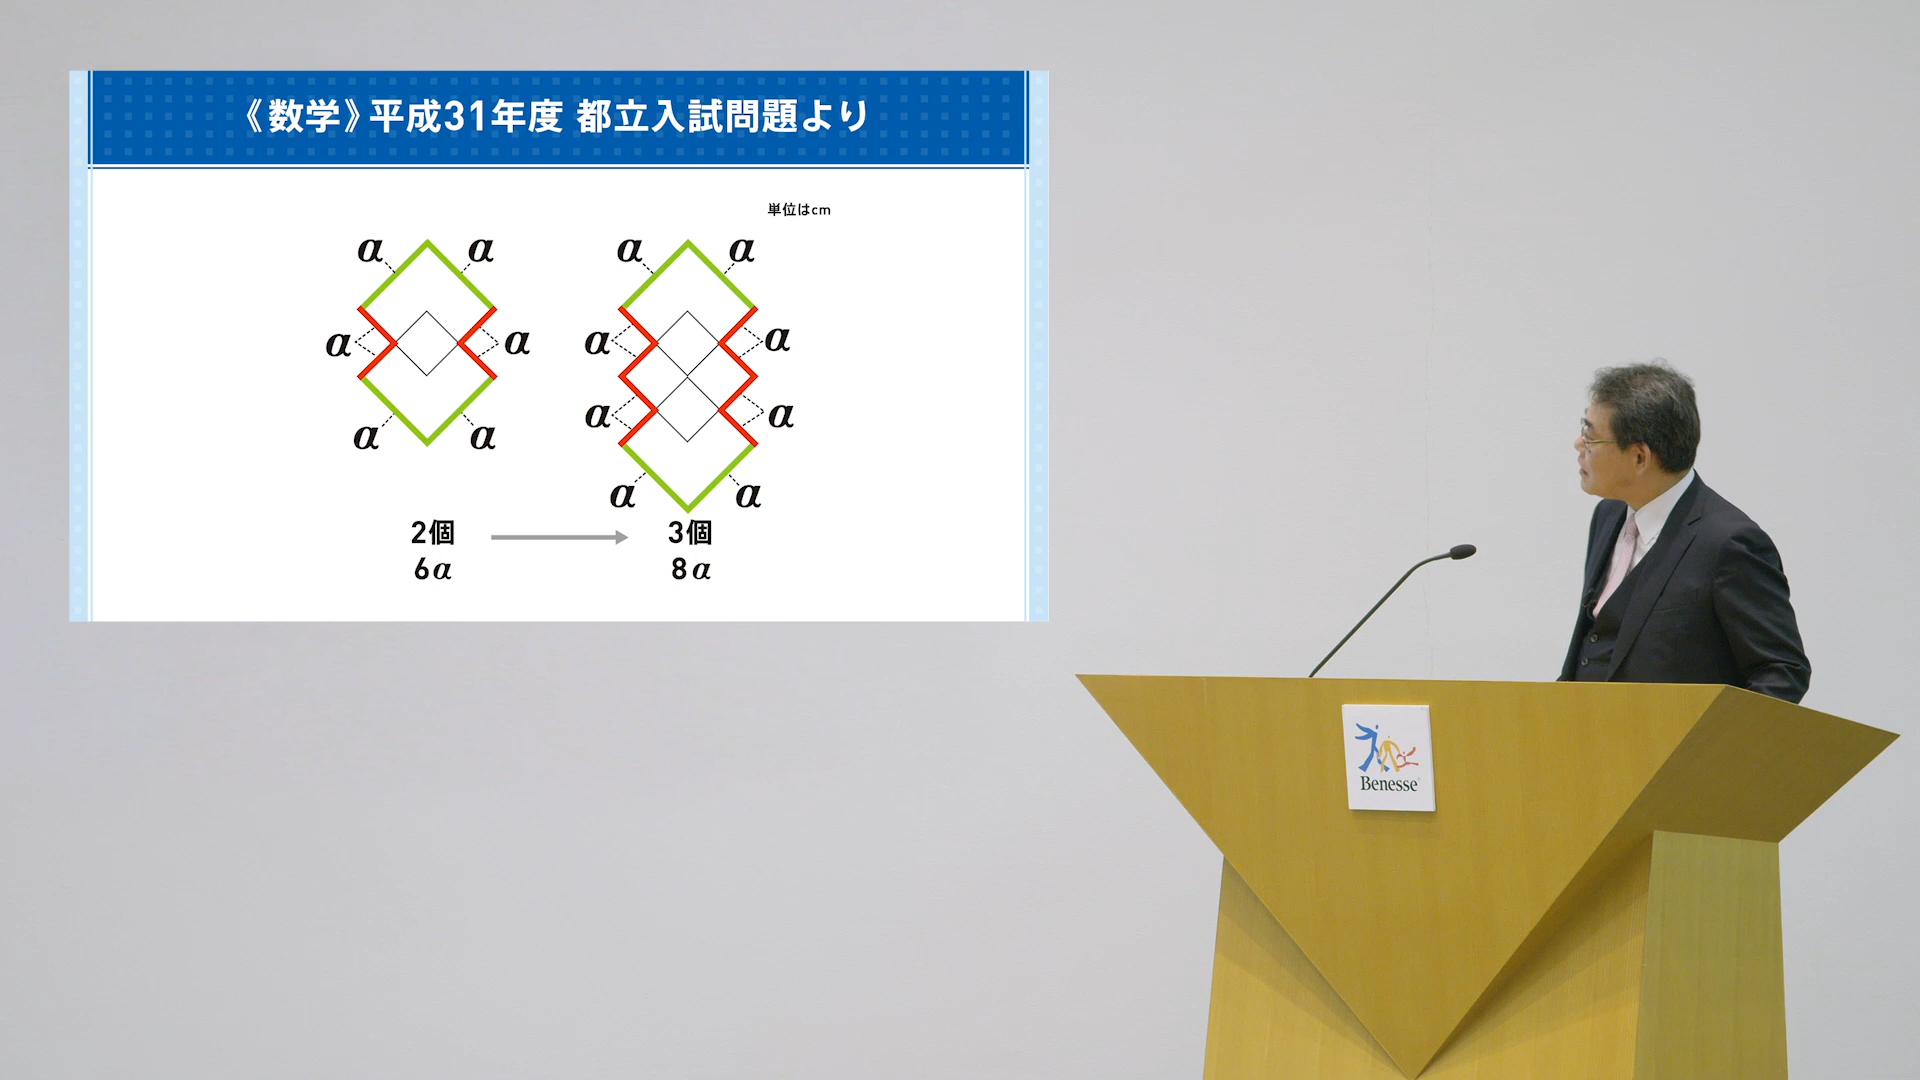 《数学》平成31年度 都立入試問題より
単位はcm
a a a a
a a a a
a a a a
a a
2個 3個
6a 8a
Benesse